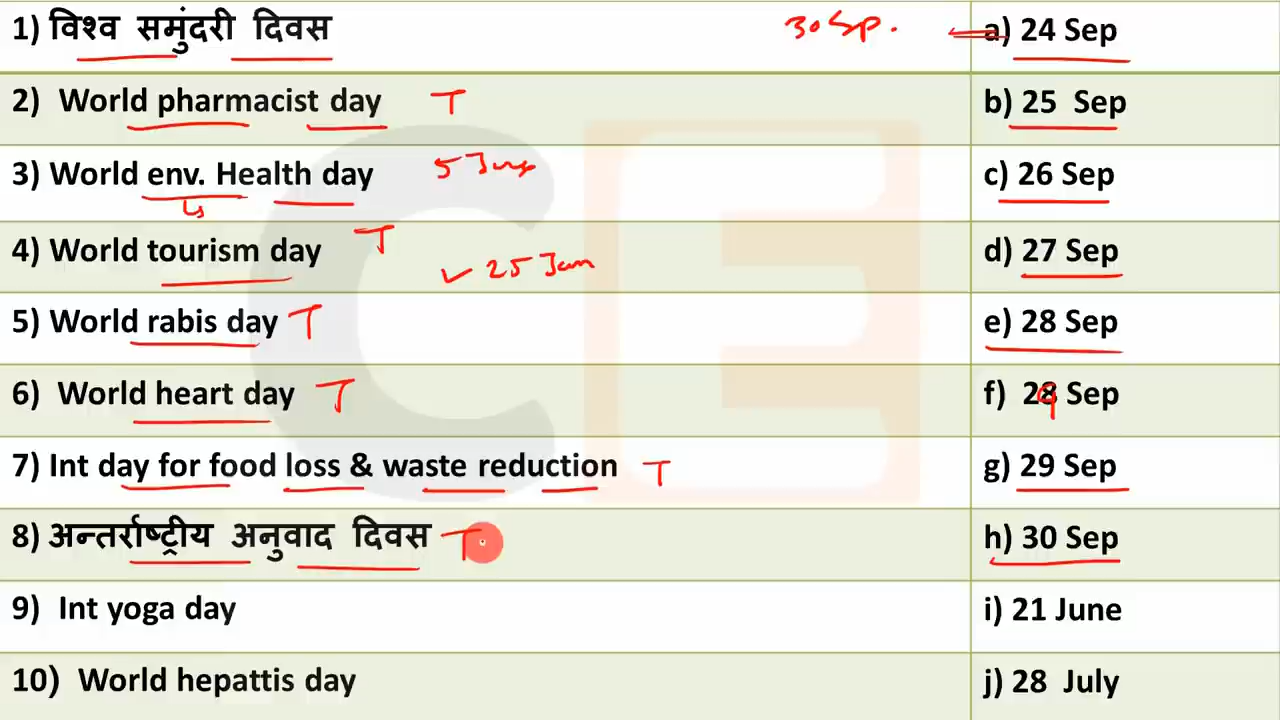 1) विश्व समुंदरी दिवस 30 Sp. a) 24 Sep
2) World pharmacist day T b) 25 Sep
3) World env. Health day 5 June c) 26 Sep
4) World tourism day T d) 27 Sep
✓ 25 Jan
5) World rabis day T e) 28 Sep
6) World heart day T f) 29 Sep
7) Int day for food loss & waste reduction T g) 29 Sep
8) अन्तर्राष्ट्रीय अनुवाद दिवस T h) 30 Sep
9) Int yoga day i) 21 June
10) World hepattis day j) 28 July
CE